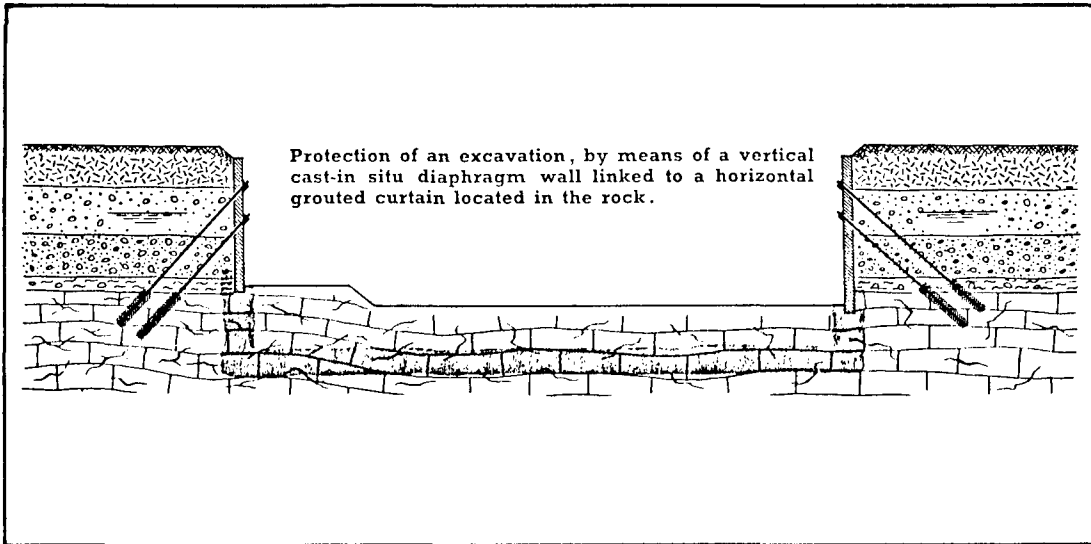 Protection of an excavation, by means of a vertical
cast-in situ diaphragm wall linked to a horizontal
grouted curtain located in the rock.